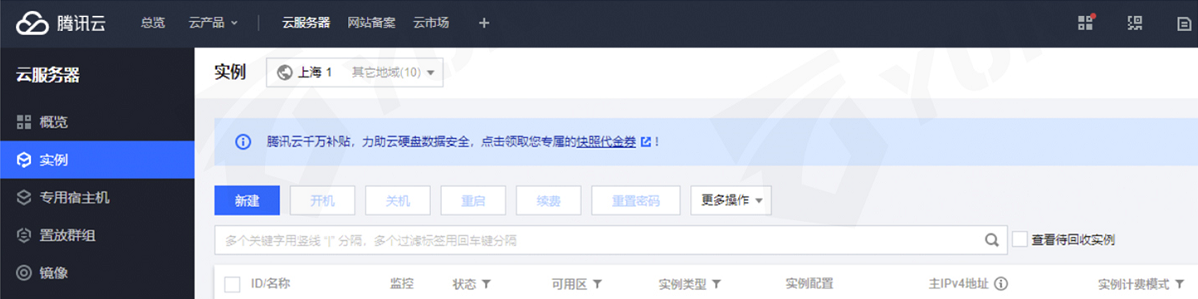 腾讯云 总览 云产品 云服务器 网站备案 云市场 +
云服务器
实例 上海 1 其它地域(10)
概览
腾讯云千万补贴，力助云硬盘数据安全，点击领取您专属的快照代金券！
实例
专用宿主机
新建 开机 关机 重启 续费 重置密码 更多操作
置放群组
多个关键字用竖线 "|" 分隔，多个过滤标签用回车键分隔 查看待回收实例
镜像
ID/名称 监控 状态 可用区 实例类型 实例配置 主IPv4地址 实例计费模式